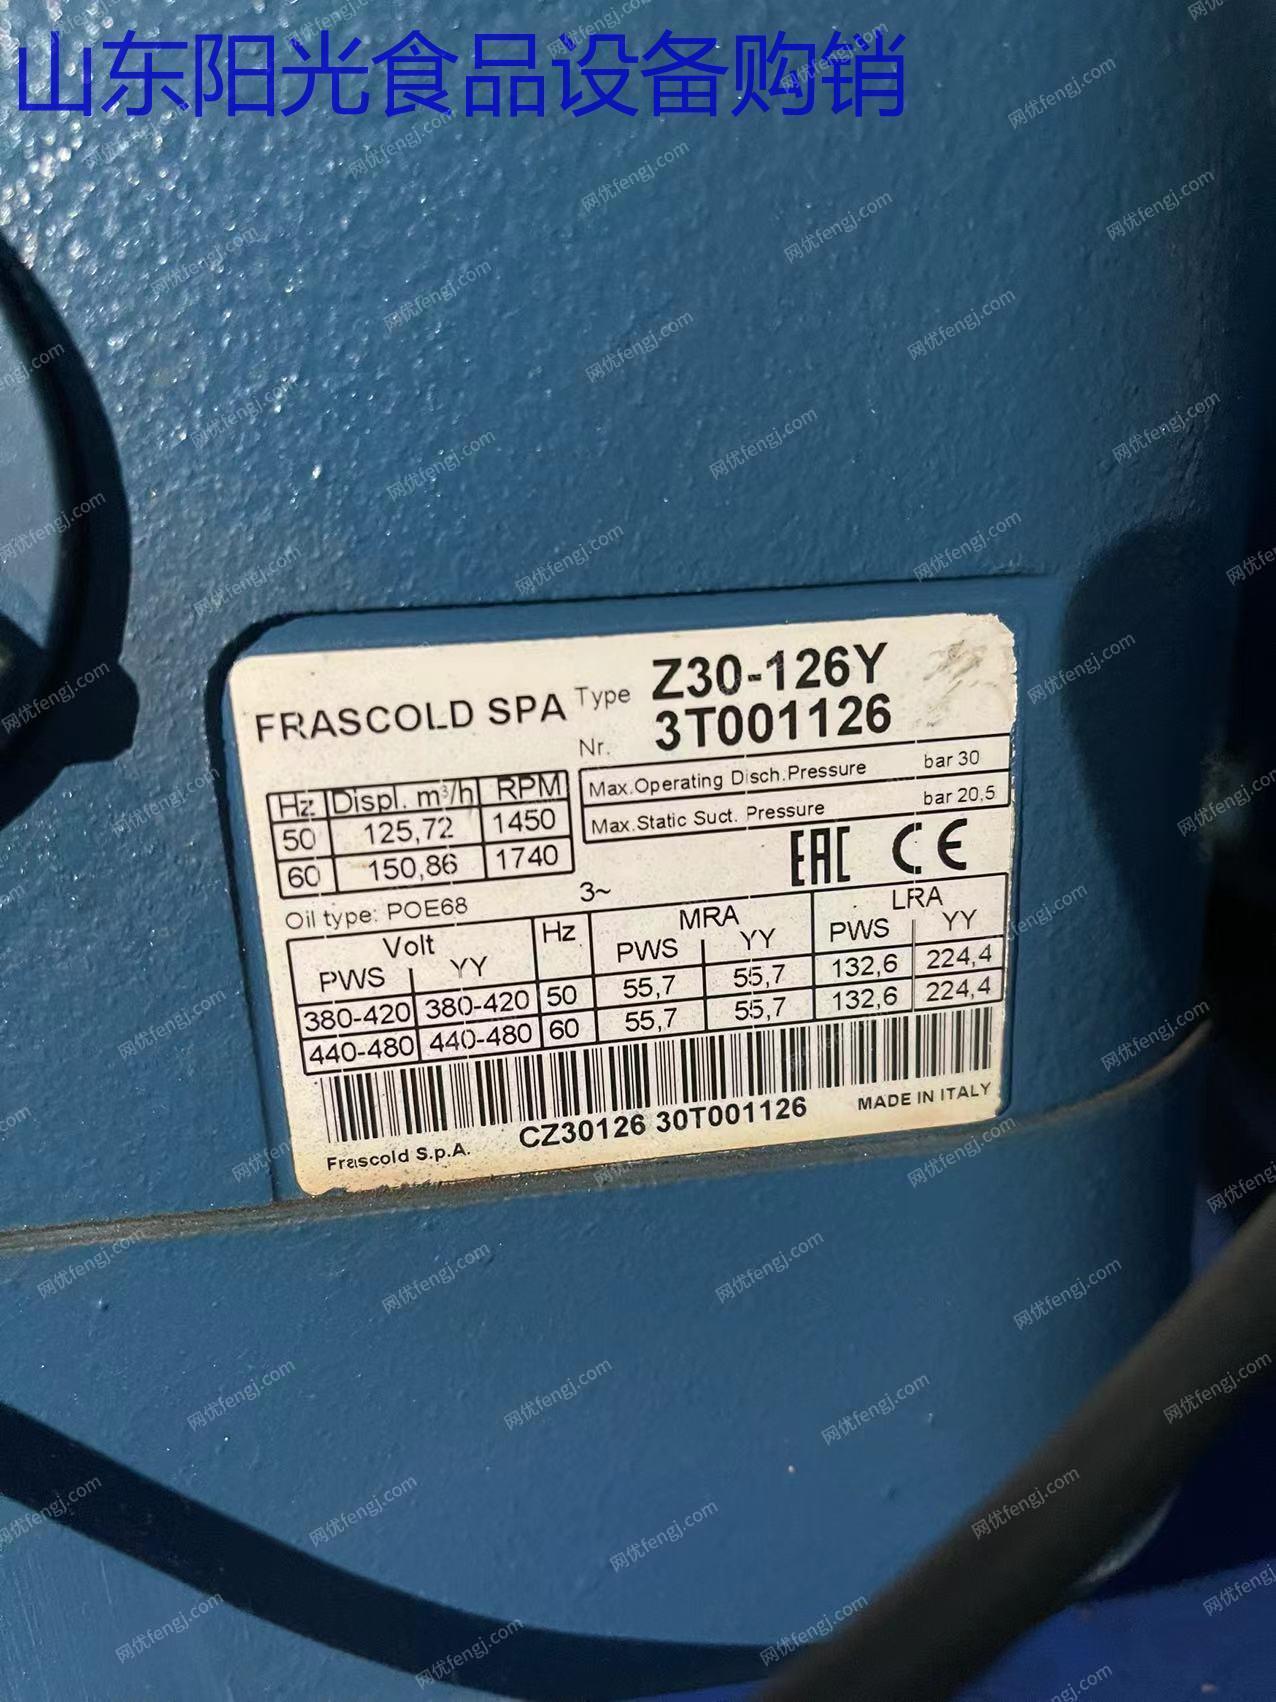 山东阳光食品设备购销
FRASCOLD SPA Type Z30-126Y
Nr. 3T001126
Hz Displ. m³/h RPM
50 125,72 1450
60 150,86 1740
Max.Operating Disch.Pressure bar 30
Max.Static Suct. Pressure bar 20,5
EAC CE
Oil type: POE68 3~
Volt Hz MRA LRA
PWS YY PWS YY PWS YY
380-420 380-420 50 55,7 55,7 132,6 224,4
440-480 440-480 60 55,7 55,7 132,6 224,4
Frascold S.p.A. CZ30126 30T001126 MADE IN ITALY
网优fengj.com